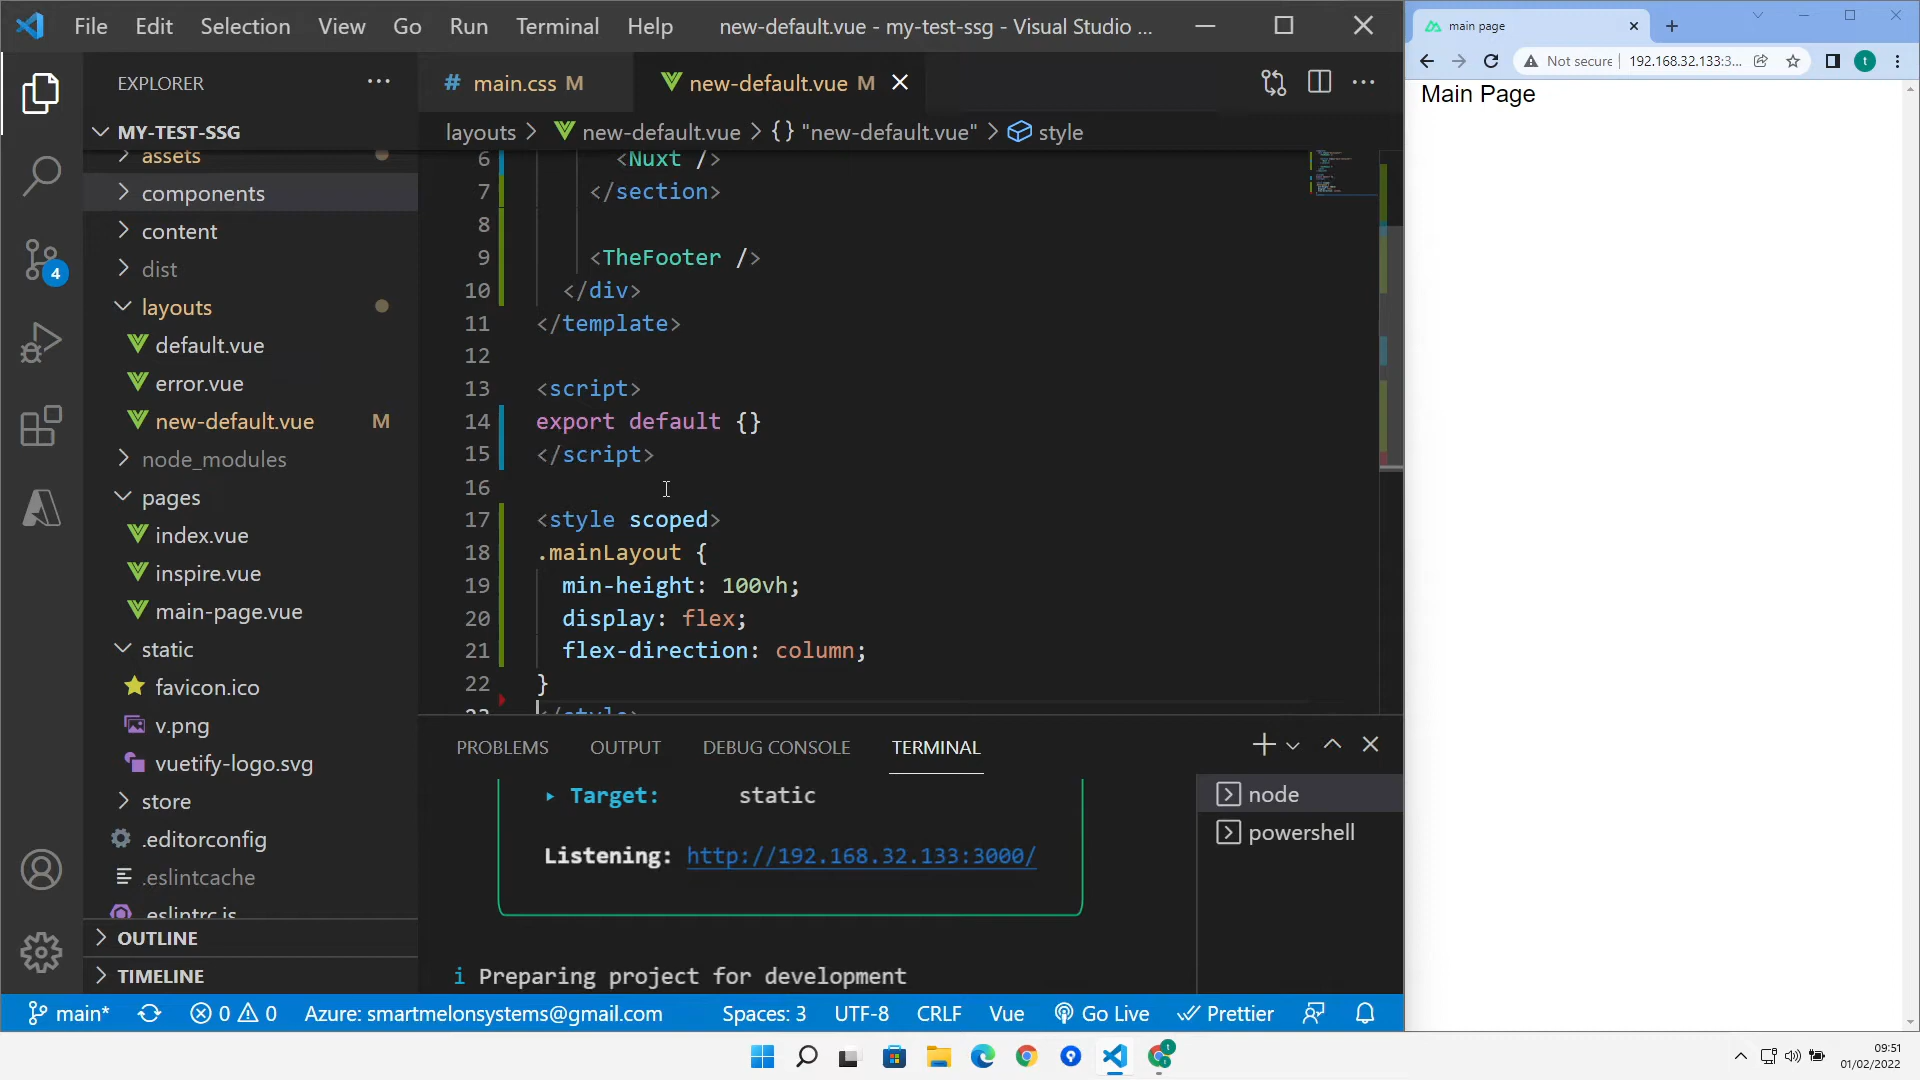 File Edit Selection View Go Run Terminal Help
new-default.vue - my-test-ssg - Visual Studio ...
EXPLORER
MY-TEST-SSG
assets
components
content
dist
layouts
default.vue
error.vue
new-default.vue M
node_modules
pages
index.vue
inspire.vue
main-page.vue
static
favicon.ico
v.png
vuetify-logo.svg
store
.editorconfig
.eslintcache
.eslintrc.js
OUTLINE
TIMELINE
# main.css M
new-default.vue M
layouts > new-default.vue > {} "new-default.vue" > style
6 <Nuxt />
7 </section>
8
9 <TheFooter />
10 </div>
11 </template>
12
13 <script>
14 export default {}
15 </script>
16
17 <style scoped>
18 .mainLayout {
19 min-height: 100vh;
20 display: flex;
21 flex-direction: column;
22 }
23 </style>
PROBLEMS OUTPUT DEBUG CONSOLE TERMINAL
▸ Target: static
Listening: http://192.168.32.133:3000/
i Preparing project for development
node
powershell
4
main* 0 0 Azure: smartmelonsystems@gmail.com Spaces: 3 UTF-8 CRLF Vue Go Live Prettier
main page
Not secure 192.168.32.133:3... t
Main Page
t
09:51
01/02/2022